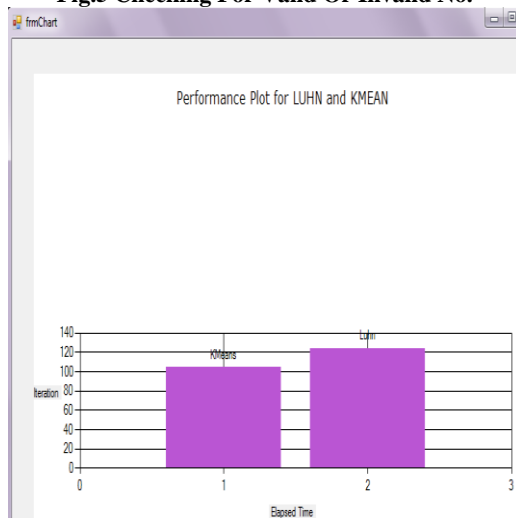 Fig.5 Checking For Valid Or Invalid No.
frmChart
Performance Plot for LUHN and KMEAN
140
120
100
80
60
40
20
0
Iteration
KMeans
Luhn
0
1
2
3
Elapsed Time